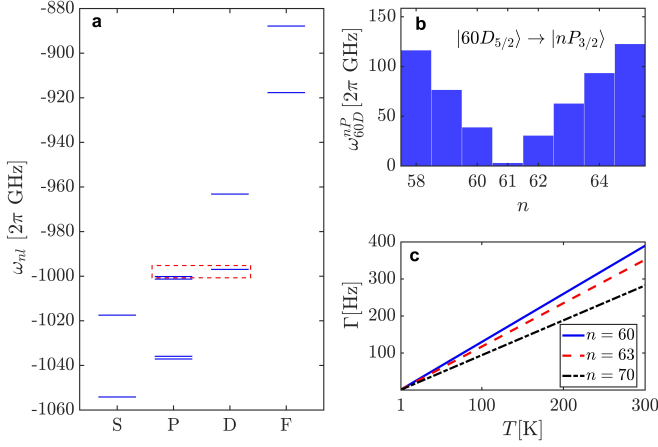 a
ω_{nl} [2π GHz]
-880
-900
-920
-940
-960
-980
-1000
-1020
-1040
-1060
S P D F
b
|60D_{5/2}⟩ → |nP_{3/2}⟩
ω_{60D}^{nP} [2π GHz]
150
100
50
0
58 60 61 62 64
n
c
Γ[Hz]
400
300
200
100
n = 60
n = 63
n = 70
1 100 200 300
T[K]